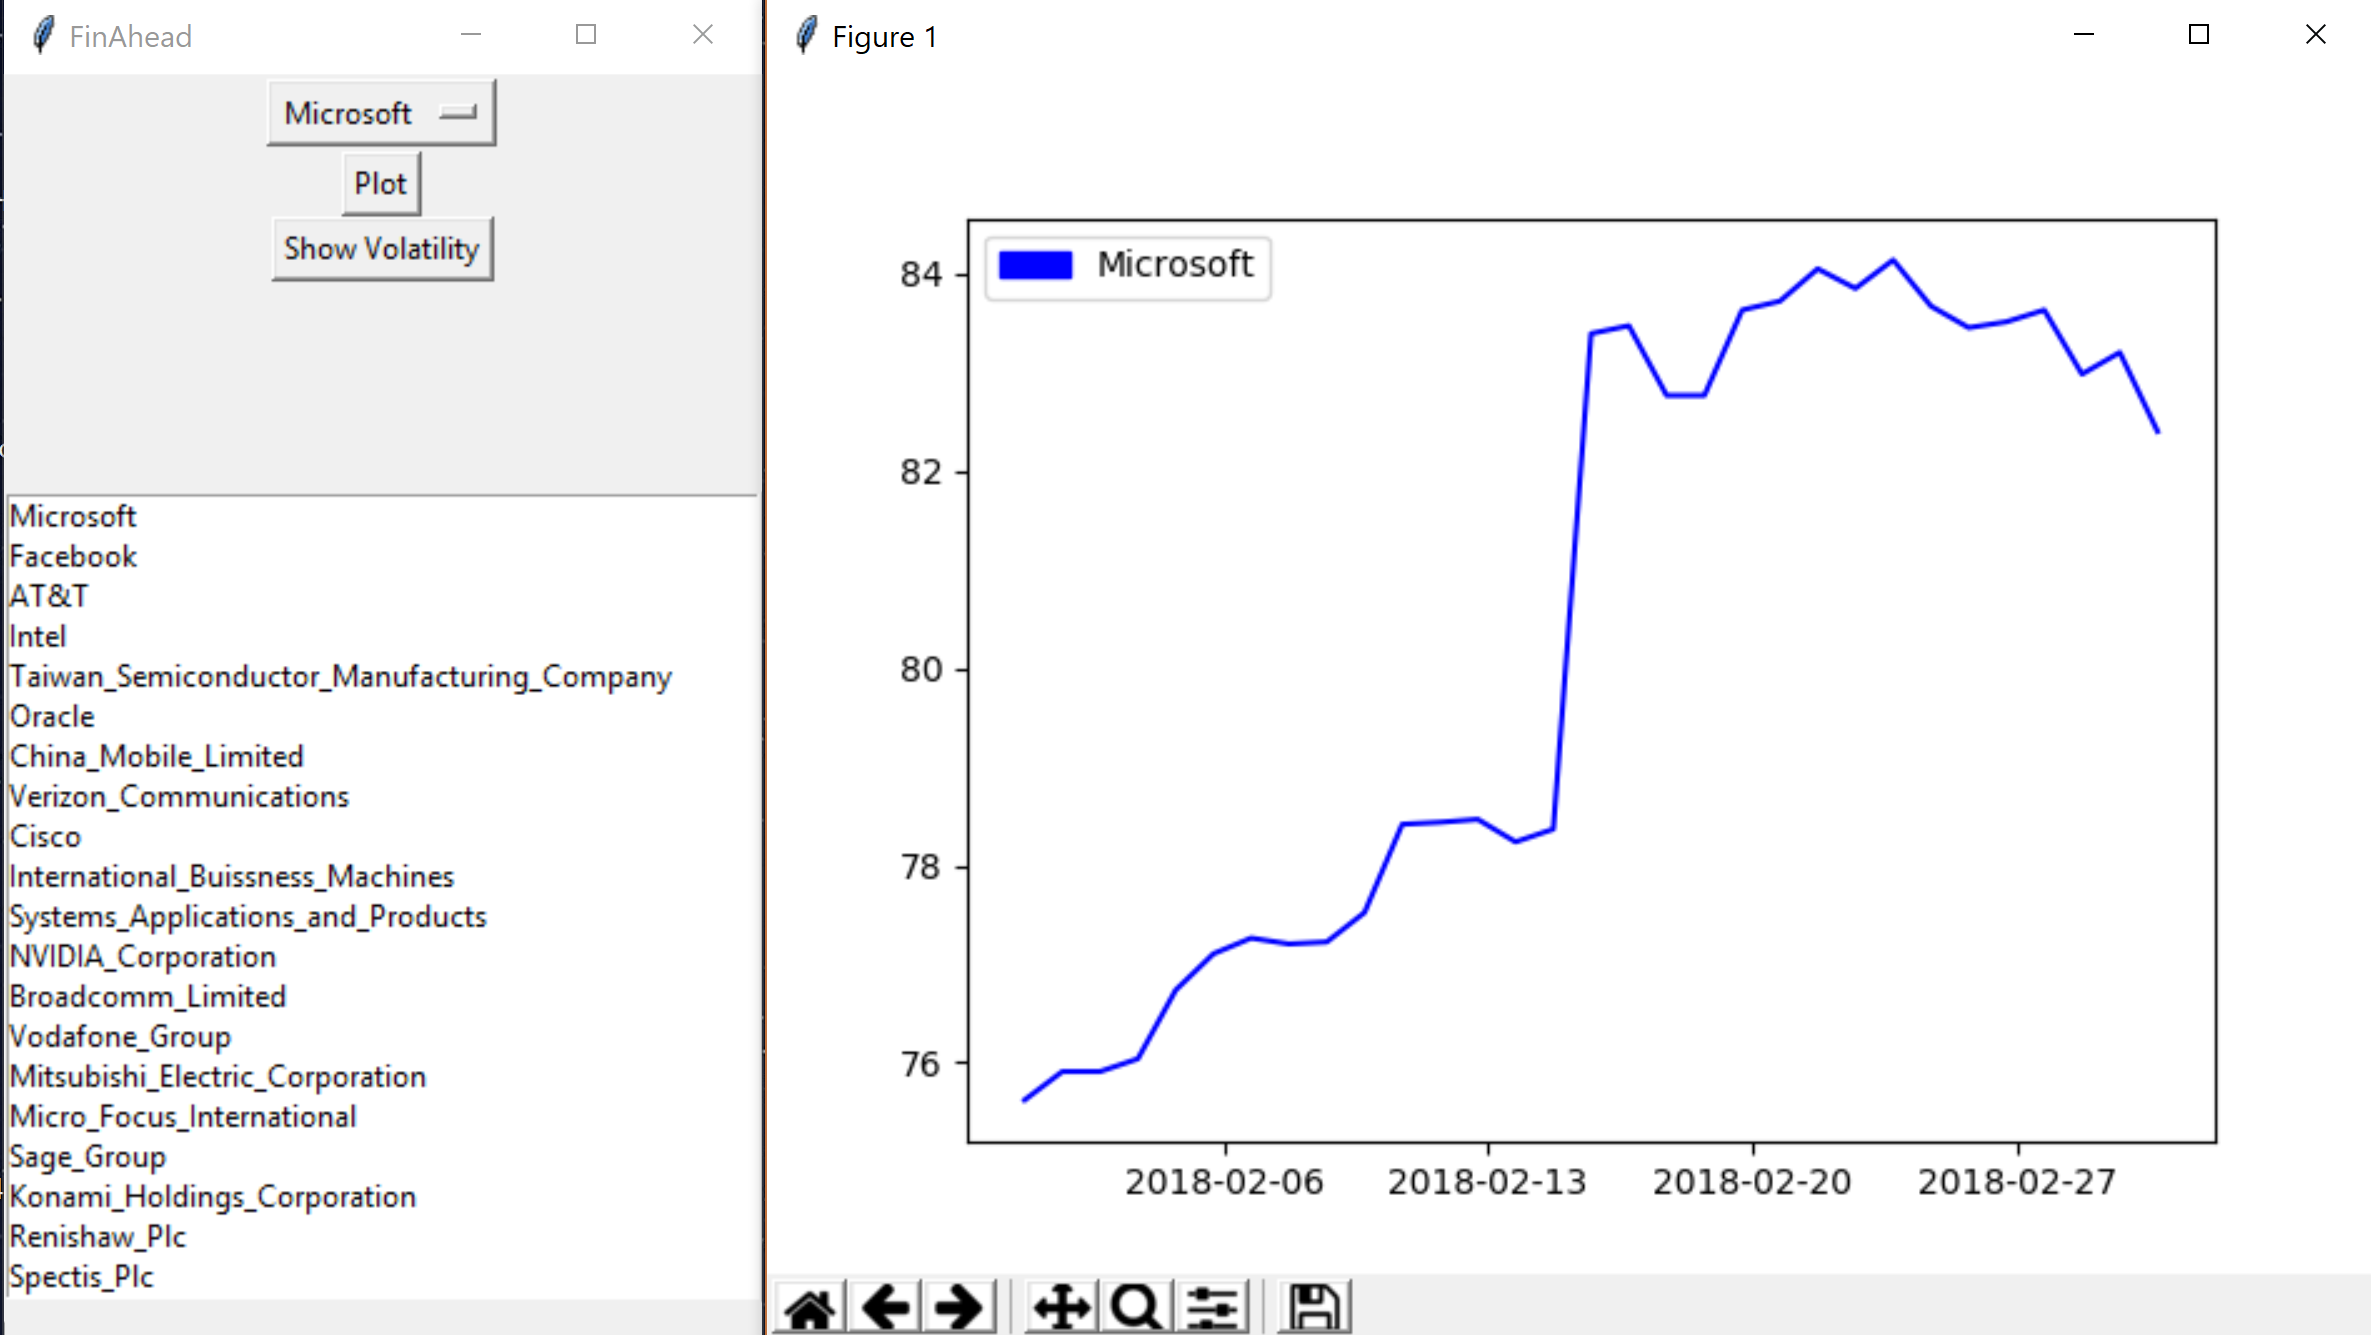 FinAhead
Microsoft
Plot
Show Volatility
Microsoft
Facebook
AT&T
Intel
Taiwan_Semiconductor_Manufacturing_Company
Oracle
China_Mobile_Limited
Verizon_Communications
Cisco
International_Buissness_Machines
Systems_Applications_and_Products
NVIDIA_Corporation
Broadcomm_Limited
Vodafone_Group
Mitsubishi_Electric_Corporation
Micro_Focus_International
Sage_Group
Konami_Holdings_Corporation
Renishaw_Plc
Spectis_Plc
Figure 1
Microsoft
84
82
80
78
76
2018-02-06 2018-02-13 2018-02-20 2018-02-27